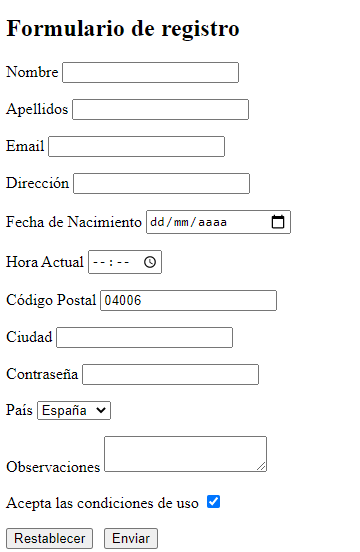 Formulario de registro
Nombre
Apellidos
Email
Dirección
Fecha de Nacimiento dd/mm/aaaa
Hora Actual --:--
Código Postal 04006
Ciudad
Contraseña
País España
Observaciones
Acepta las condiciones de uso
Restablecer Enviar